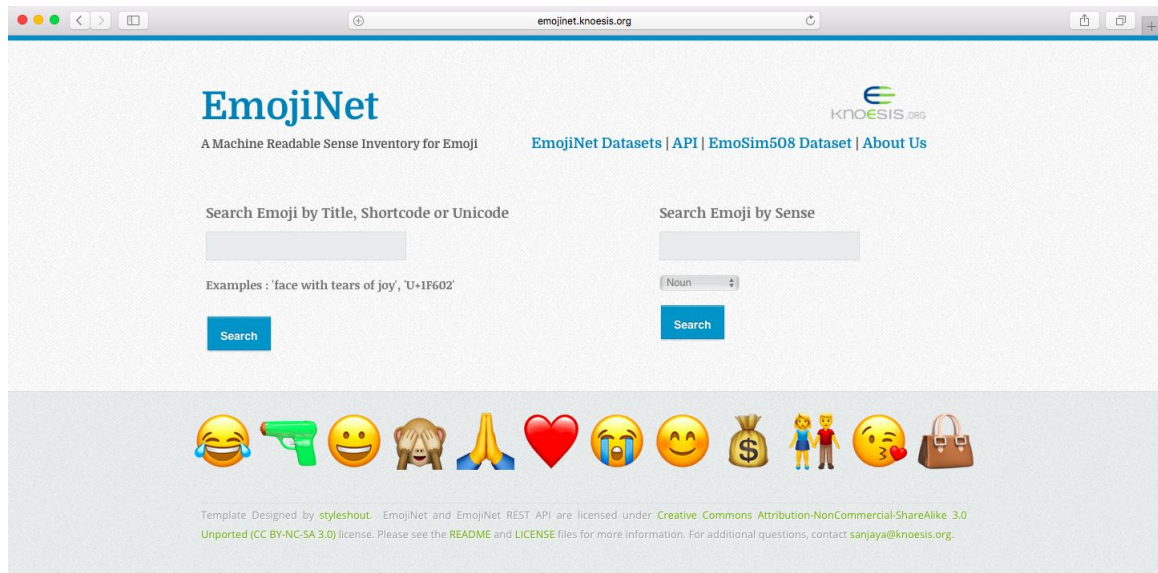 emojinet.knoesis.org
EmojiNet
KNOESIS.ORG
A Machine Readable Sense Inventory for Emoji
EmojiNet Datasets | API | EmoSim508 Dataset | About Us
Search Emoji by Title, Shortcode or Unicode
Examples : 'face with tears of joy', 'U+1F602'
Search
Search Emoji by Sense
Noun
Search
$
Template Designed by styleshout. EmojiNet and EmojiNet REST API are licensed under Creative Commons Attribution-NonCommercial-ShareAlike 3.0
Unported (CC BY-NC-SA 3.0) license. Please see the README and LICENSE files for more information. For additional questions, contact sanjaya@knoesis.org.